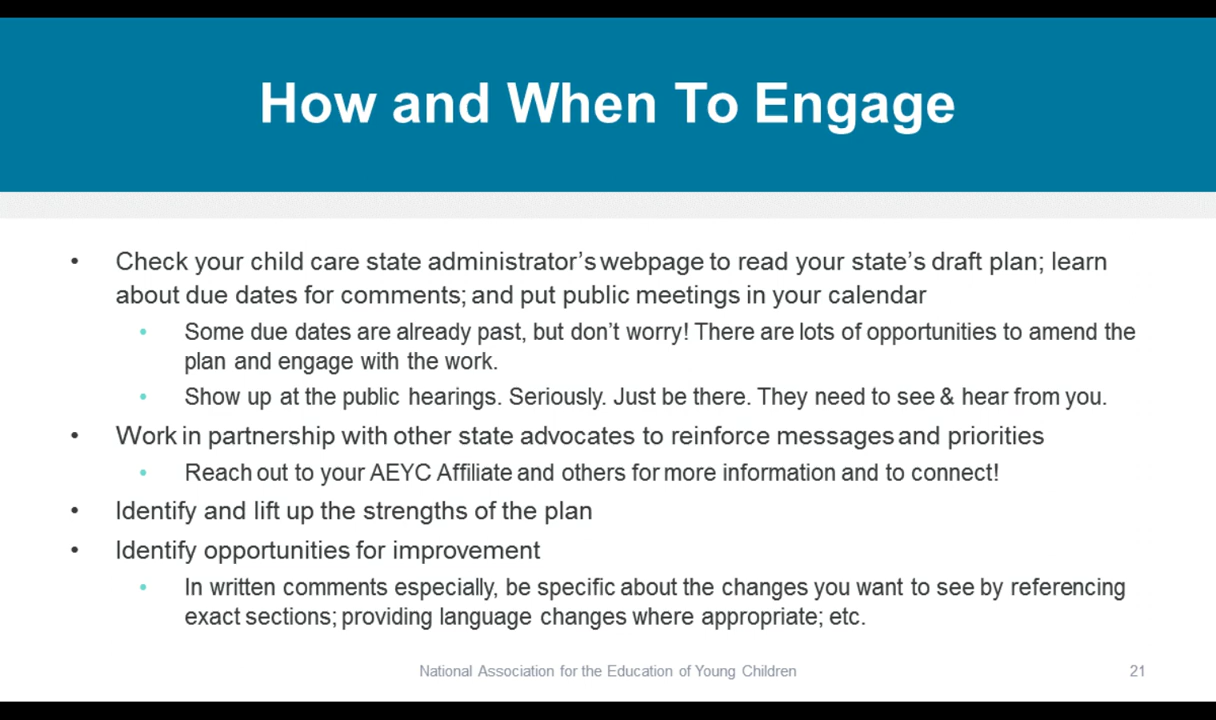 How and When To Engage
• Check your child care state administrator’s webpage to read your state’s draft plan; learn
about due dates for comments; and put public meetings in your calendar
• Some due dates are already past, but don’t worry! There are lots of opportunities to amend the
plan and engage with the work.
• Show up at the public hearings. Seriously. Just be there. They need to see & hear from you.
• Work in partnership with other state advocates to reinforce messages and priorities
• Reach out to your AEYC Affiliate and others for more information and to connect!
• Identify and lift up the strengths of the plan
• Identify opportunities for improvement
• In written comments especially, be specific about the changes you want to see by referencing
exact sections; providing language changes where appropriate; etc.
National Association for the Education of Young Children
21